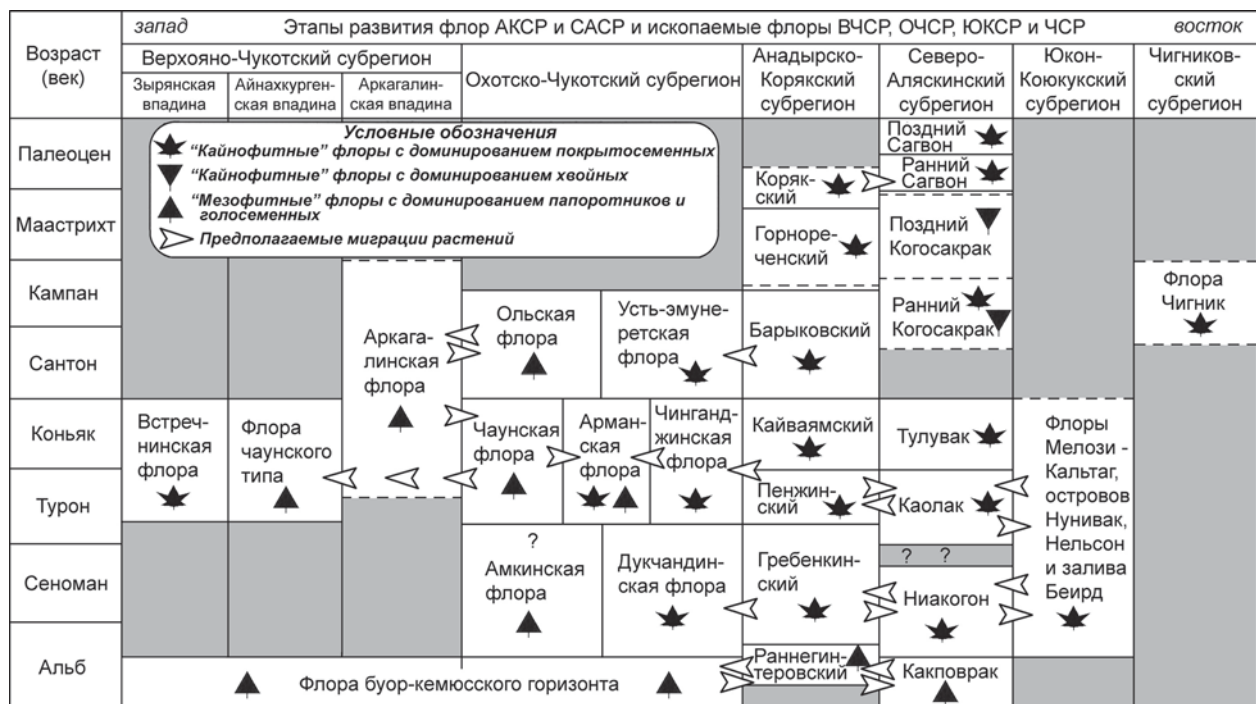 запад Этапы развития флор АКСР и САСР и ископаемые флоры ВЧСР, ОЧСР, ЮКСР и ЧСР восток
Возраст
(век)
Верхояно-Чукотский субрегион
Зырянская
впадина
Айнахкурген-
ская впадина
Аркагалин-
ская впадина
Охотско-Чукотский субрегион
Анадырско-
Корякский
субрегион
Северо-
Аляскинский
субрегион
Юкон-
Коюкукский
субрегион
Чигников-
ский
субрегион
Условные обозначения
"Кайнофитные" флоры с доминированием покрытосеменных
"Кайнофитные" флоры с доминированием хвойных
"Мезофитные" флоры с доминированием папоротников и
голосеменных
Предполагаемые миграции растений
Палеоцен
Коряк-
ский
Поздний
Сагвон
Ранний
Сагвон
Маастрихт
Горноре-
ченский
Поздний
Когосакрак
Кампан
Ранний
Когосакрак
Флора
Чигник
Сантон
Аркага-
линская
флора
Ольская
флора
Усть-эмуне-
ретская
флора
Барыковский
Коньяк
Встреч-
нинская
флора
Флора
чаунского
типа
Чаунская
флора
Арман-
ская
флора
Чинганд-
жинская
флора
Кайваямский
Тулувак
Флоры
Мелози -
Кальтаг,
островов
Нунивак,
Нельсон
и залива
Беирд
Турон
Пенжин-
ский
Каолак
Сеноман
?
Амкинская
флора
Дукчандин-
ская флора
Гребенкин-
ский
? ?
Ниакогон
Альб
Флора буор-кемюсского горизонта
Раннегин-
теровский
Какповрак